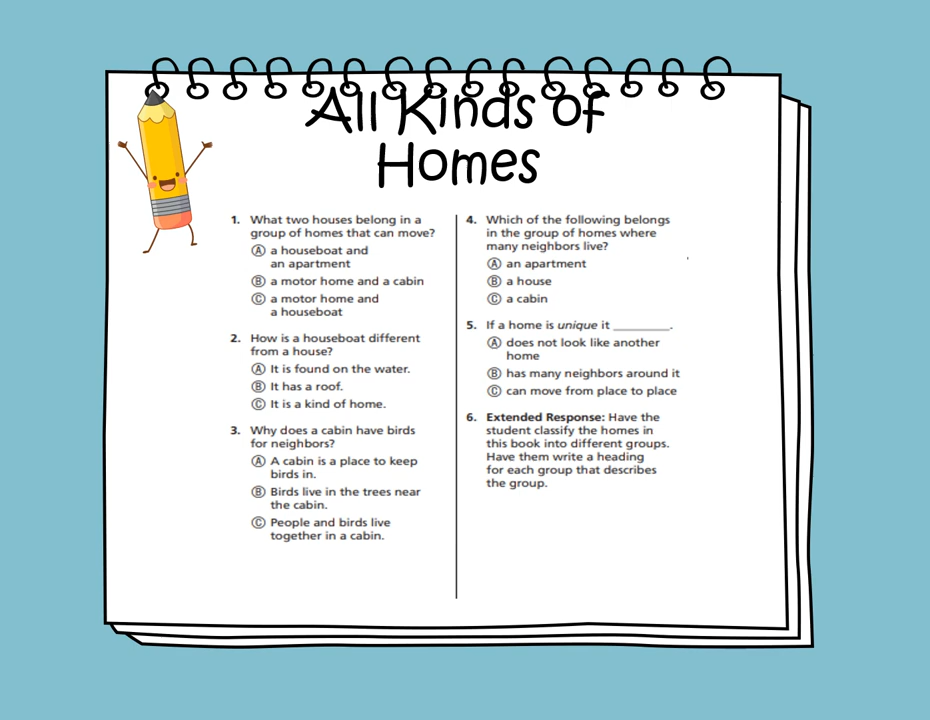 All Kinds of
Homes
1. What two houses belong in a
group of homes that can move?
Ⓐ a houseboat and
an apartment
Ⓑ a motor home and a cabin
Ⓒ a motor home and
a houseboat
2. How is a houseboat different
from a house?
Ⓐ It is found on the water.
Ⓑ It has a roof.
Ⓒ It is a kind of home.
3. Why does a cabin have birds
for neighbors?
Ⓐ A cabin is a place to keep
birds in.
Ⓑ Birds live in the trees near
the cabin.
Ⓒ People and birds live
together in a cabin.
4. Which of the following belongs
in the group of homes where
many neighbors live?
Ⓐ an apartment
Ⓑ a house
Ⓒ a cabin
5. If a home is unique it ________.
Ⓐ does not look like another
home
Ⓑ has many neighbors around it
Ⓒ can move from place to place
6. Extended Response: Have the
student classify the homes in
this book into different groups.
Have them write a heading
for each group that describes
the group.